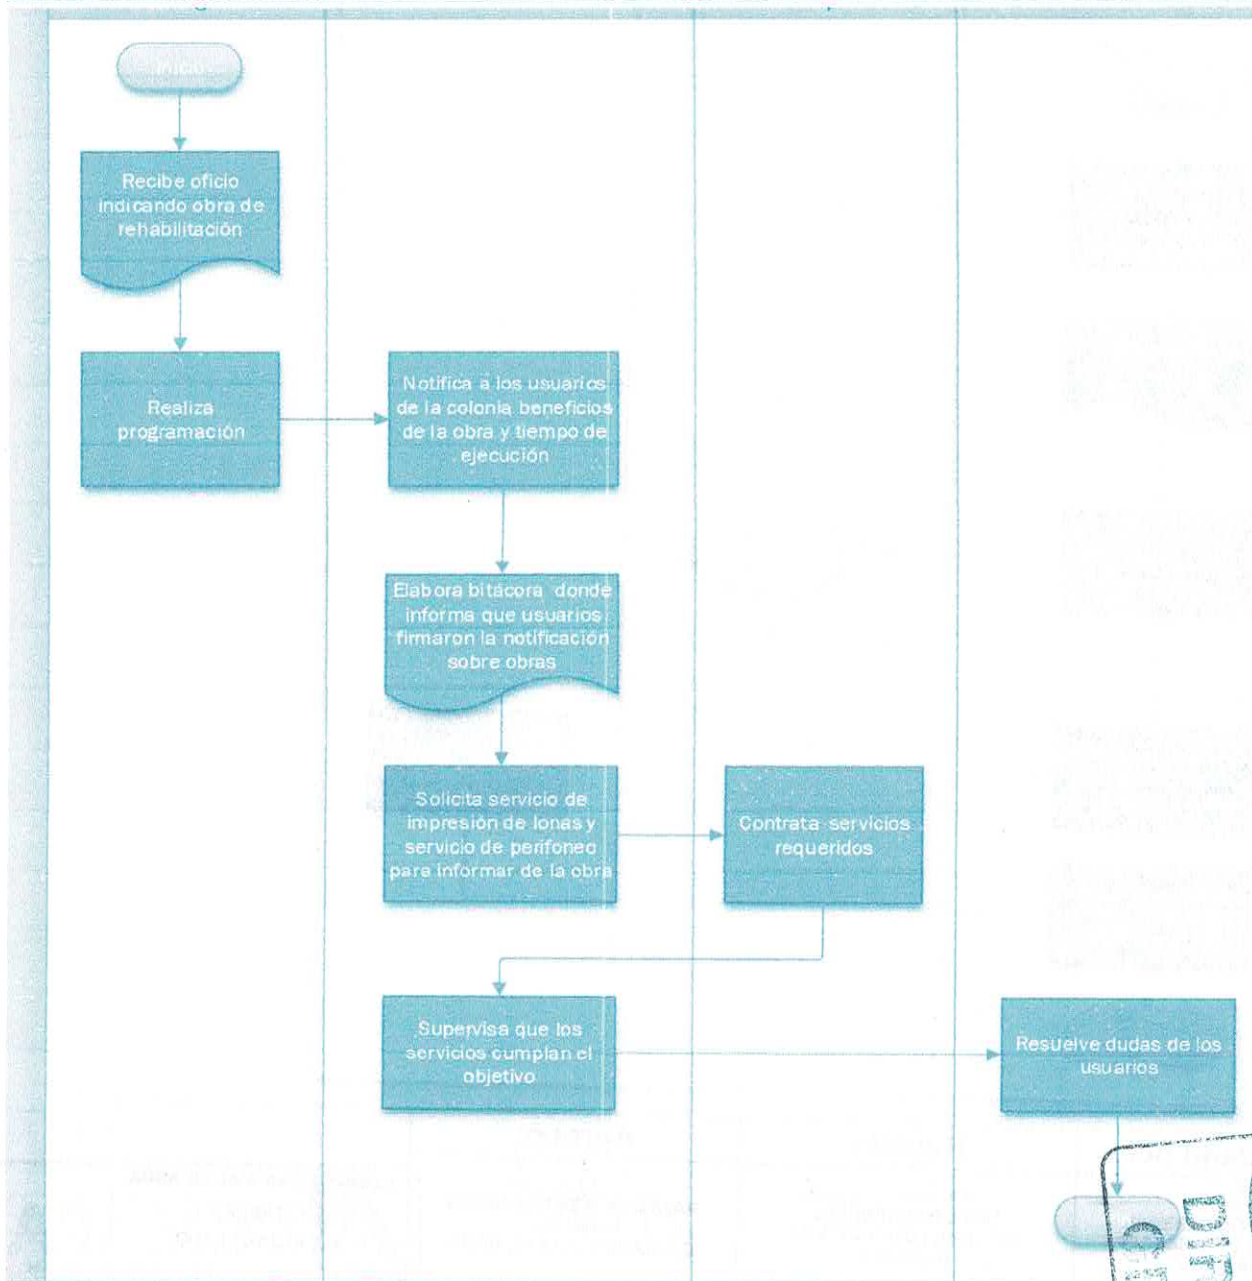 Inicio
Recibe oficio
indicando obra de
rehabilitación
Realiza
programación
Notifica a los usuarios
de la colonia beneficios
de la obra y tiempo de
ejecución
Elabora bitácora donde
informa que usuarios
firmaron la notificación
sobre obras
Solicita servicio de
impresión de lonas y
servicio de perifoneo
para informar de la obra
Contrata servicios
requeridos
Supervisa que los
servicios cumplan el
objetivo
Resuelve dudas de los
usuarios
DIR